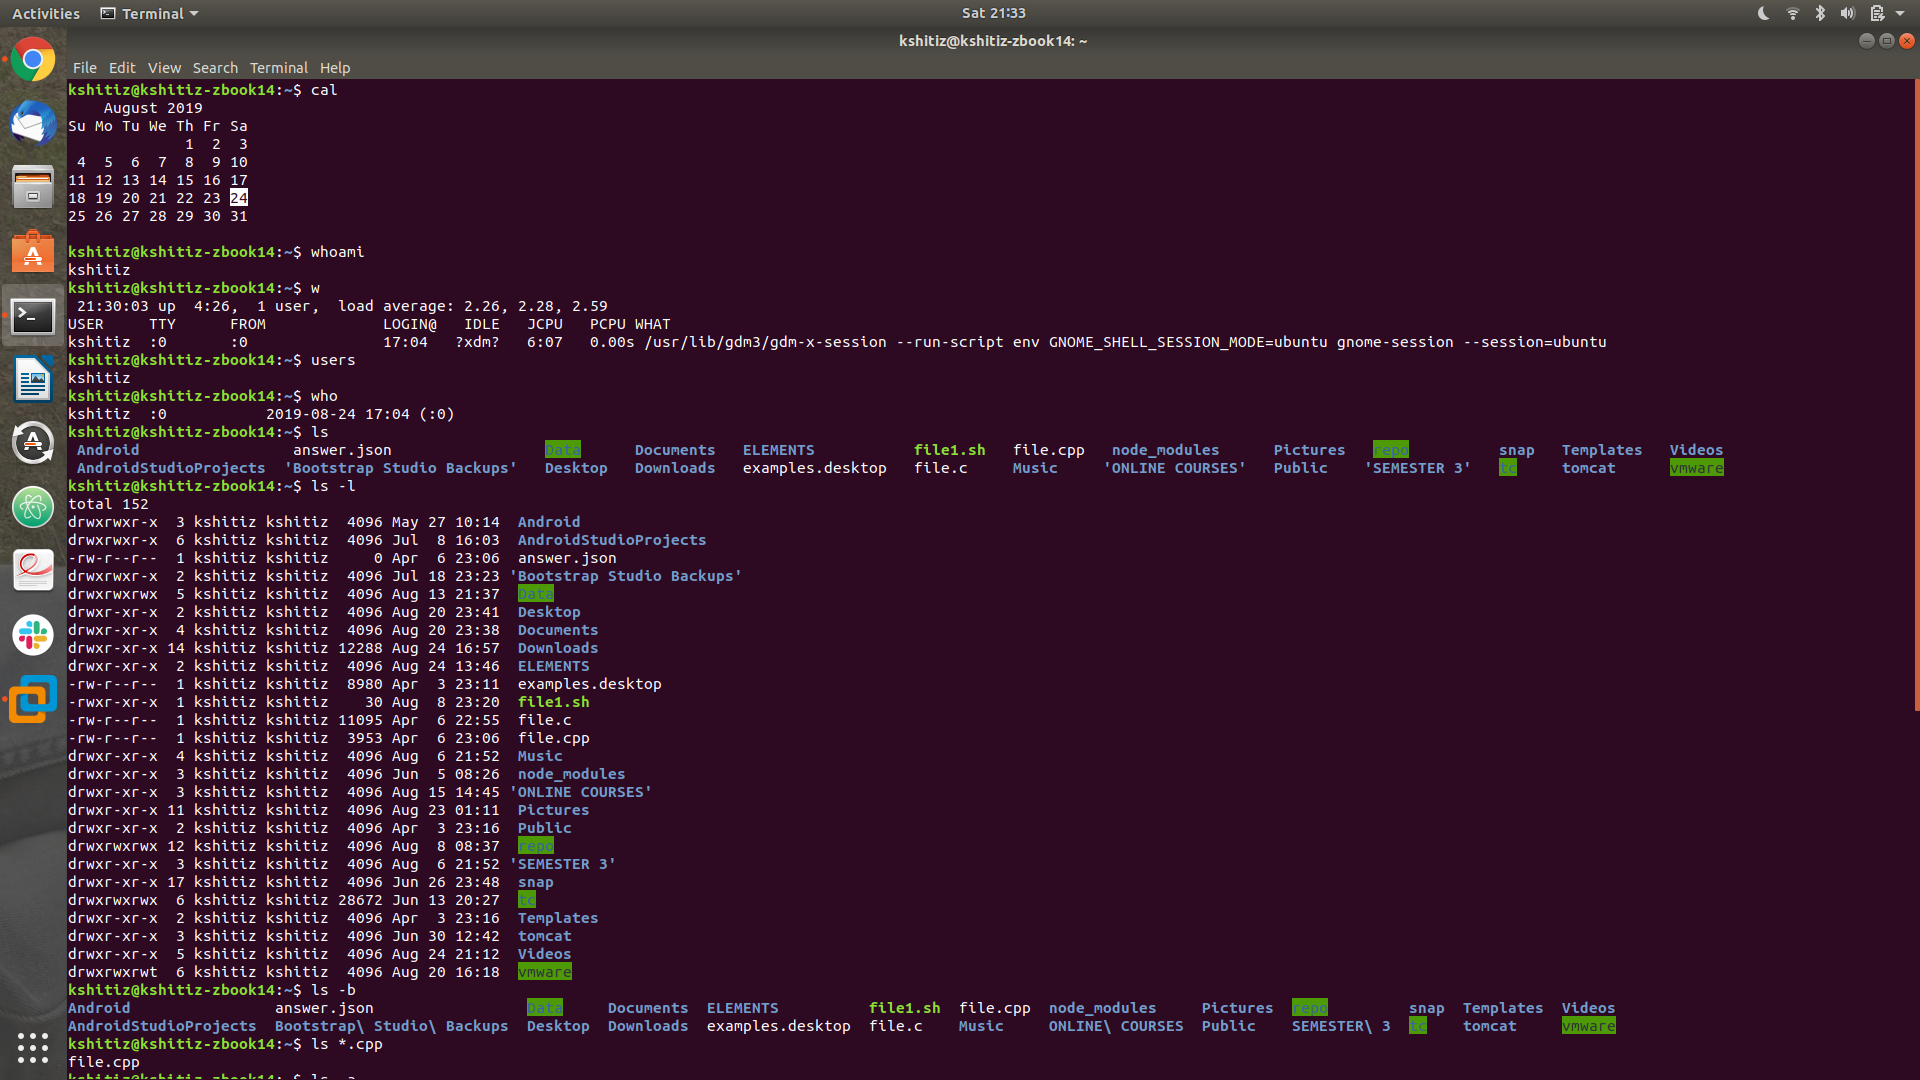 Activities Terminal Sat 21:33
kshitiz@kshitiz-zbook14: ~
File Edit View Search Terminal Help
kshitiz@kshitiz-zbook14:~$ cal
August 2019
Su Mo Tu We Th Fr Sa
1 2 3
4 5 6 7 8 9 10
11 12 13 14 15 16 17
18 19 20 21 22 23 24
25 26 27 28 29 30 31
kshitiz@kshitiz-zbook14:~$ whoami
kshitiz
kshitiz@kshitiz-zbook14:~$ w
21:30:03 up 4:26, 1 user, load average: 2.26, 2.28, 2.59
USER TTY FROM LOGIN@ IDLE JCPU PCPU WHAT
kshitiz :0 :0 17:04 ?xdm? 6:07 0.00s /usr/lib/gdm3/gdm-x-session --run-script env GNOME_SHELL_SESSION_MODE=ubuntu gnome-session --session=ubuntu
kshitiz@kshitiz-zbook14:~$ users
kshitiz
kshitiz@kshitiz-zbook14:~$ who
kshitiz :0 2019-08-24 17:04 (:0)
kshitiz@kshitiz-zbook14:~$ ls
Android answer.json Data Documents ELEMENTS file1.sh file.cpp node_modules Pictures repo snap Templates Videos
AndroidStudioProjects 'Bootstrap Studio Backups' Desktop Downloads examples.desktop file.c Music 'ONLINE COURSES' Public 'SEMESTER 3' tc tomcat vmware
kshitiz@kshitiz-zbook14:~$ ls -l
total 152
drwxrwxr-x 3 kshitiz kshitiz 4096 May 27 10:14 Android
drwxrwxr-x 6 kshitiz kshitiz 4096 Jul 8 16:03 AndroidStudioProjects
-rw-r--r-- 1 kshitiz kshitiz 0 Apr 6 23:06 answer.json
drwxrwxr-x 2 kshitiz kshitiz 4096 Jul 18 23:23 'Bootstrap Studio Backups'
drwxrwxrwx 5 kshitiz kshitiz 4096 Aug 13 21:37 Data
drwxr-xr-x 2 kshitiz kshitiz 4096 Aug 20 23:41 Desktop
drwxr-xr-x 4 kshitiz kshitiz 4096 Aug 20 23:38 Documents
drwxr-xr-x 14 kshitiz kshitiz 12288 Aug 24 16:57 Downloads
drwxr-xr-x 2 kshitiz kshitiz 4096 Aug 24 13:46 ELEMENTS
-rw-r--r-- 1 kshitiz kshitiz 8980 Apr 3 23:11 examples.desktop
-rwxr-xr-x 1 kshitiz kshitiz 30 Aug 8 23:20 file1.sh
-rw-r--r-- 1 kshitiz kshitiz 11095 Apr 6 22:55 file.c
-rw-r--r-- 1 kshitiz kshitiz 3953 Apr 6 23:06 file.cpp
drwxr-xr-x 4 kshitiz kshitiz 4096 Aug 6 21:52 Music
drwxr-xr-x 3 kshitiz kshitiz 4096 Jun 5 08:26 node_modules
drwxr-xr-x 3 kshitiz kshitiz 4096 Aug 15 14:45 'ONLINE COURSES'
drwxr-xr-x 11 kshitiz kshitiz 4096 Aug 23 01:11 Pictures
drwxr-xr-x 2 kshitiz kshitiz 4096 Apr 3 23:16 Public
drwxrwxrwx 12 kshitiz kshitiz 4096 Aug 8 08:37 repo
drwxr-xr-x 3 kshitiz kshitiz 4096 Aug 6 21:52 'SEMESTER 3'
drwxr-xr-x 17 kshitiz kshitiz 4096 Jun 26 23:48 snap
drwxrwxrwx 6 kshitiz kshitiz 28672 Jun 13 20:27 tc
drwxr-xr-x 2 kshitiz kshitiz 4096 Apr 3 23:16 Templates
drwxr-xr-x 3 kshitiz kshitiz 4096 Jun 30 12:42 tomcat
drwxr-xr-x 5 kshitiz kshitiz 4096 Aug 24 21:12 Videos
drwxrwxrwt 6 kshitiz kshitiz 4096 Aug 20 16:18 vmware
kshitiz@kshitiz-zbook14:~$ ls -b
Android answer.json Data Documents ELEMENTS file1.sh file.cpp node_modules Pictures repo snap Templates Videos
AndroidStudioProjects Bootstrap\ Studio\ Backups Desktop Downloads examples.desktop file.c Music ONLINE\ COURSES Public SEMESTER\ 3 tc tomcat vmware
kshitiz@kshitiz-zbook14:~$ ls *.cpp
file.cpp
kshitiz@kshitiz-zbook14:~$ ls